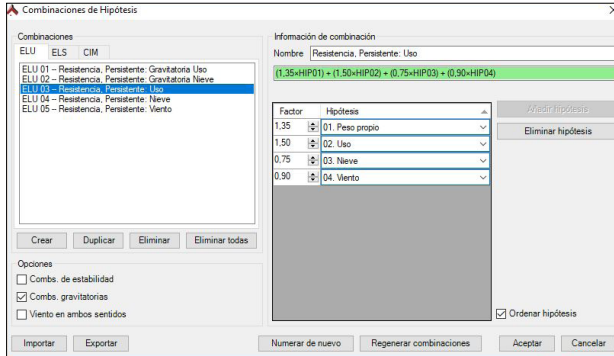 Combinaciones de Hipótesis
Combinaciones
ELU ELS CIM
ELU 01 – Resistencia, Persistente: Gravitatoria Uso
ELU 02 – Resistencia, Persistente: Gravitatoria Nieve
ELU 03 – Resistencia, Persistente: Uso
ELU 04 – Resistencia, Persistente: Nieve
ELU 05 – Resistencia, Persistente: Viento
Crear Duplicar Eliminar Eliminar todas
Opciones
Combs. de estabilidad
Combs. gravitatorias
Viento en ambos sentidos
Importar Exportar
Información de combinación
Nombre Resistencia, Persistente: Uso
(1,35×HIP01) + (1,50×HIP02) + (0,75×HIP03) + (0,90×HIP04)
Factor Hipótesis
1,35 01. Peso propio
1,50 02. Uso
0,75 03. Nieve
0,90 04. Viento
Añadir hipótesis
Eliminar hipótesis
Ordenar hipótesis
Numerar de nuevo Regenerar combinaciones Aceptar Cancelar